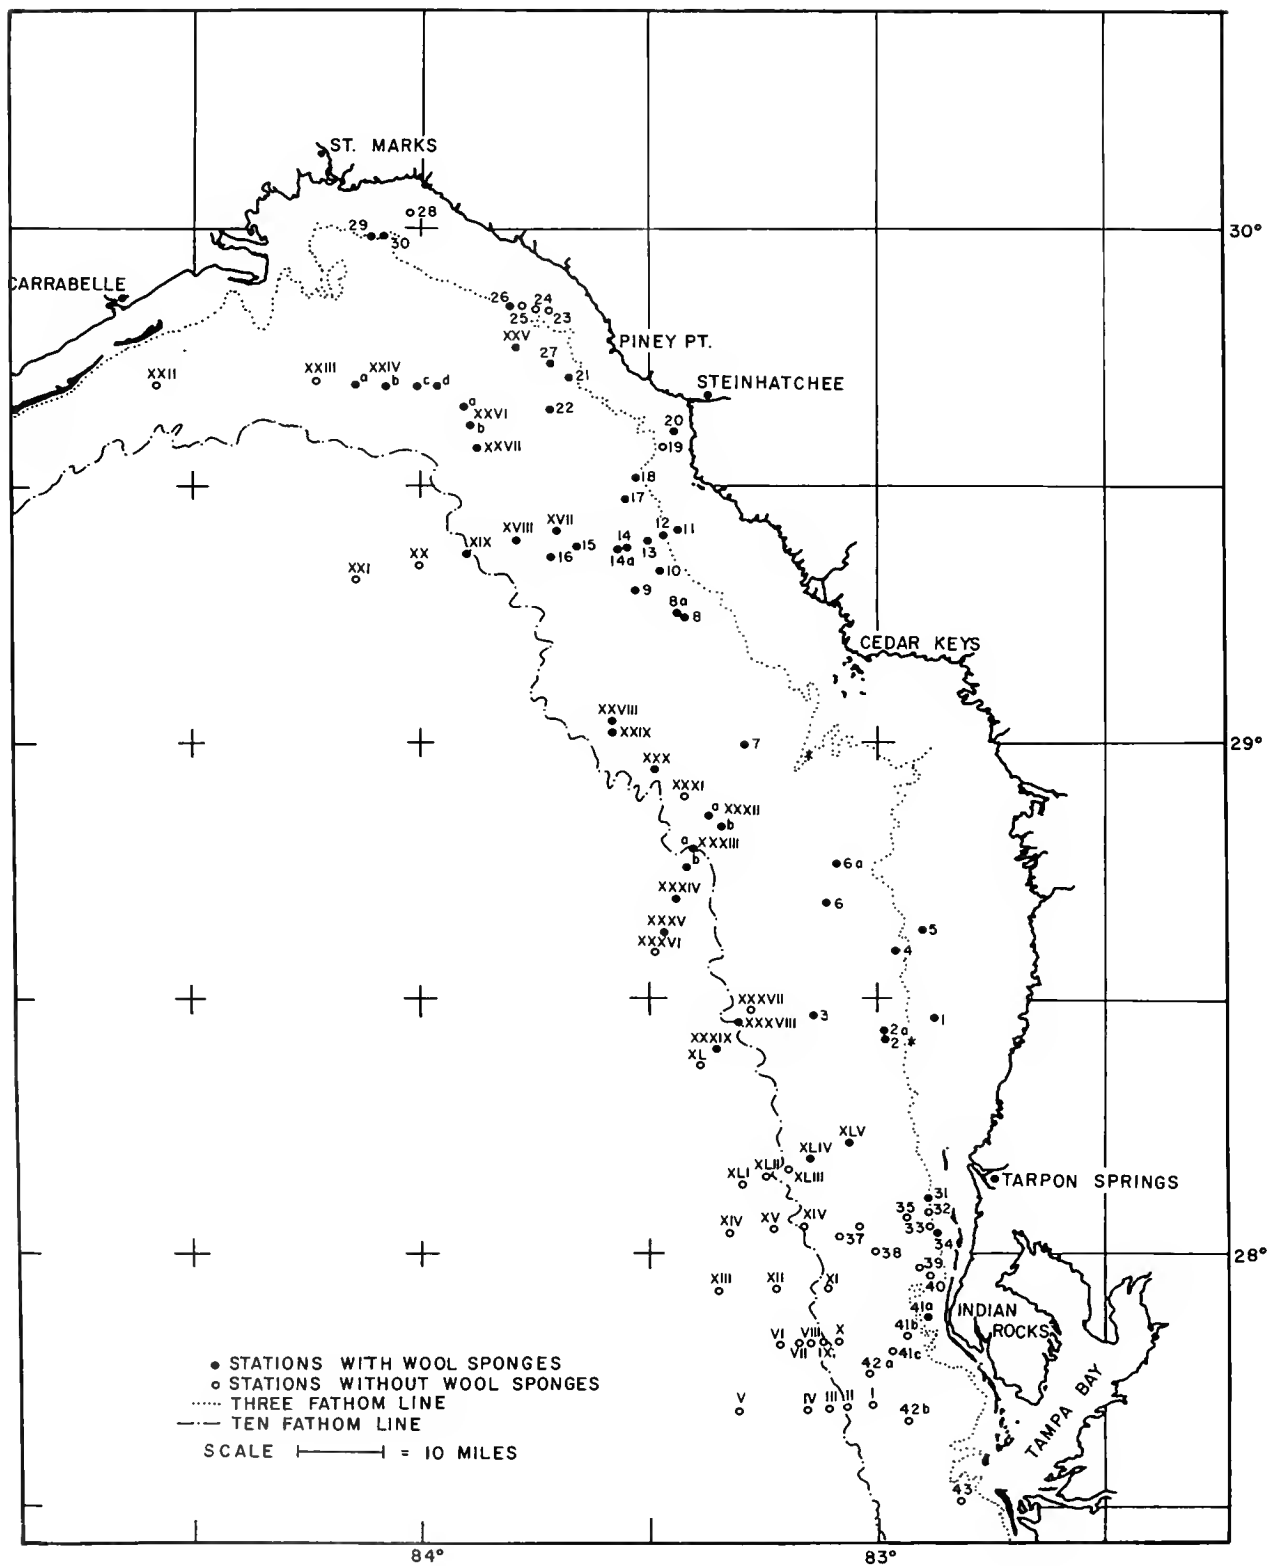 ST. MARKS
28
30°
29
30
CARRABELLE
26
24
25
23
XXV
PINEY PT.
27
XXII
XXIII
XXIV
21
STEINHATCHEE
a
b
c
d
a
XXVI
22
b
20
XXVII
19
18
17
XVII
12
11
XVIII
14
XIX
15
13
16
14a
XX
10
XXI
9
8a
8
CEDAR KEYS
XXVIII
XXIX
7
29°
XXX
XXXI
a XXXII
b
a
XXXIII
b
6a
XXXIV
6
XXXV
5
XXXVI
4
XXXVII
3
1
XXXVIII
2a
2
XXXIX
XL
XLV
XLIV
XLII
XLI
XLIII
TARPON SPRINGS
31
35
32
XIV
XV
XIV
33
37
34
38
28°
39
XIII
XII
XI
40
41a
INDIAN
ROCKS
41b
VI
VIII
X
VII
IX
41c
42a
● STATIONS WITH WOOL SPONGES
○ STATIONS WITHOUT WOOL SPONGES
THREE FATHOM LINE
TEN FATHOM LINE
V
IV
III
II
I
42b
TAMPA BAY
SCALE = 10 MILES
43
84°
83°